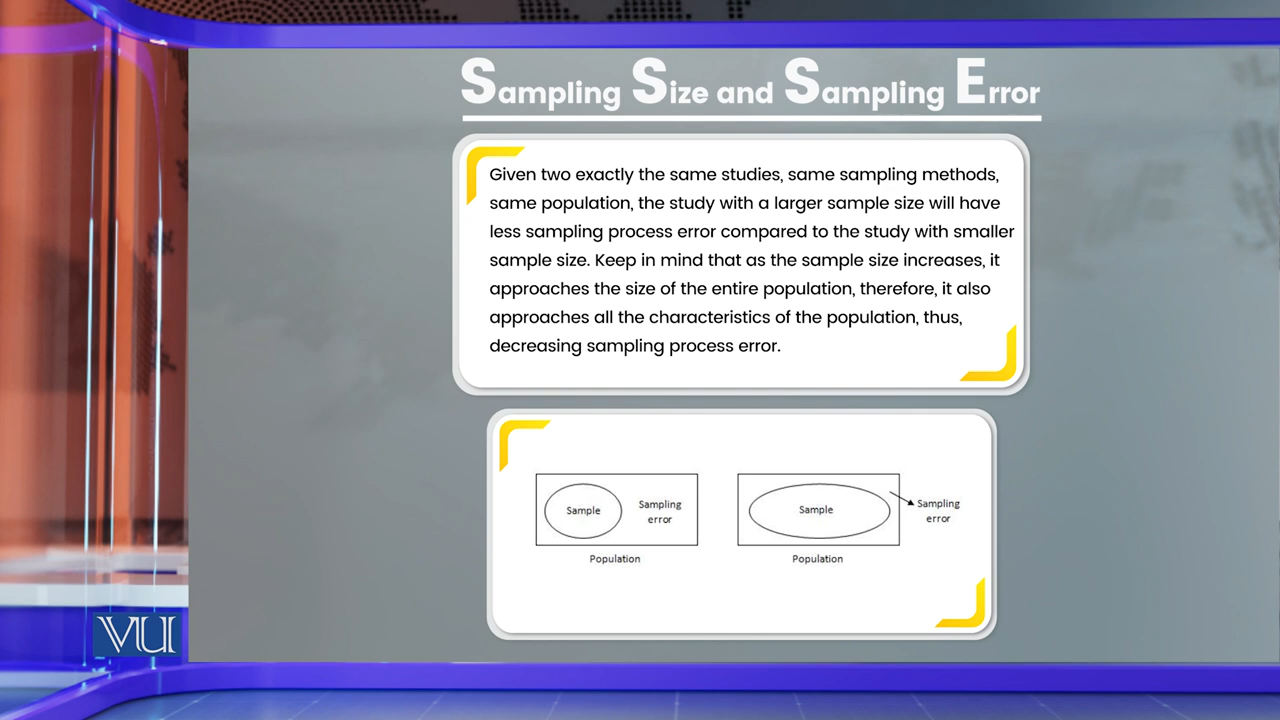 Sampling Size and Sampling Error
Given two exactly the same studies, same sampling methods,
same population, the study with a larger sample size will have
less sampling process error compared to the study with smaller
sample size. Keep in mind that as the sample size increases, it
approaches the size of the entire population, therefore, it also
approaches all the characteristics of the population, thus,
decreasing sampling process error.
Sample
Sampling
error
Population
Sample
Sampling
error
Population
VU